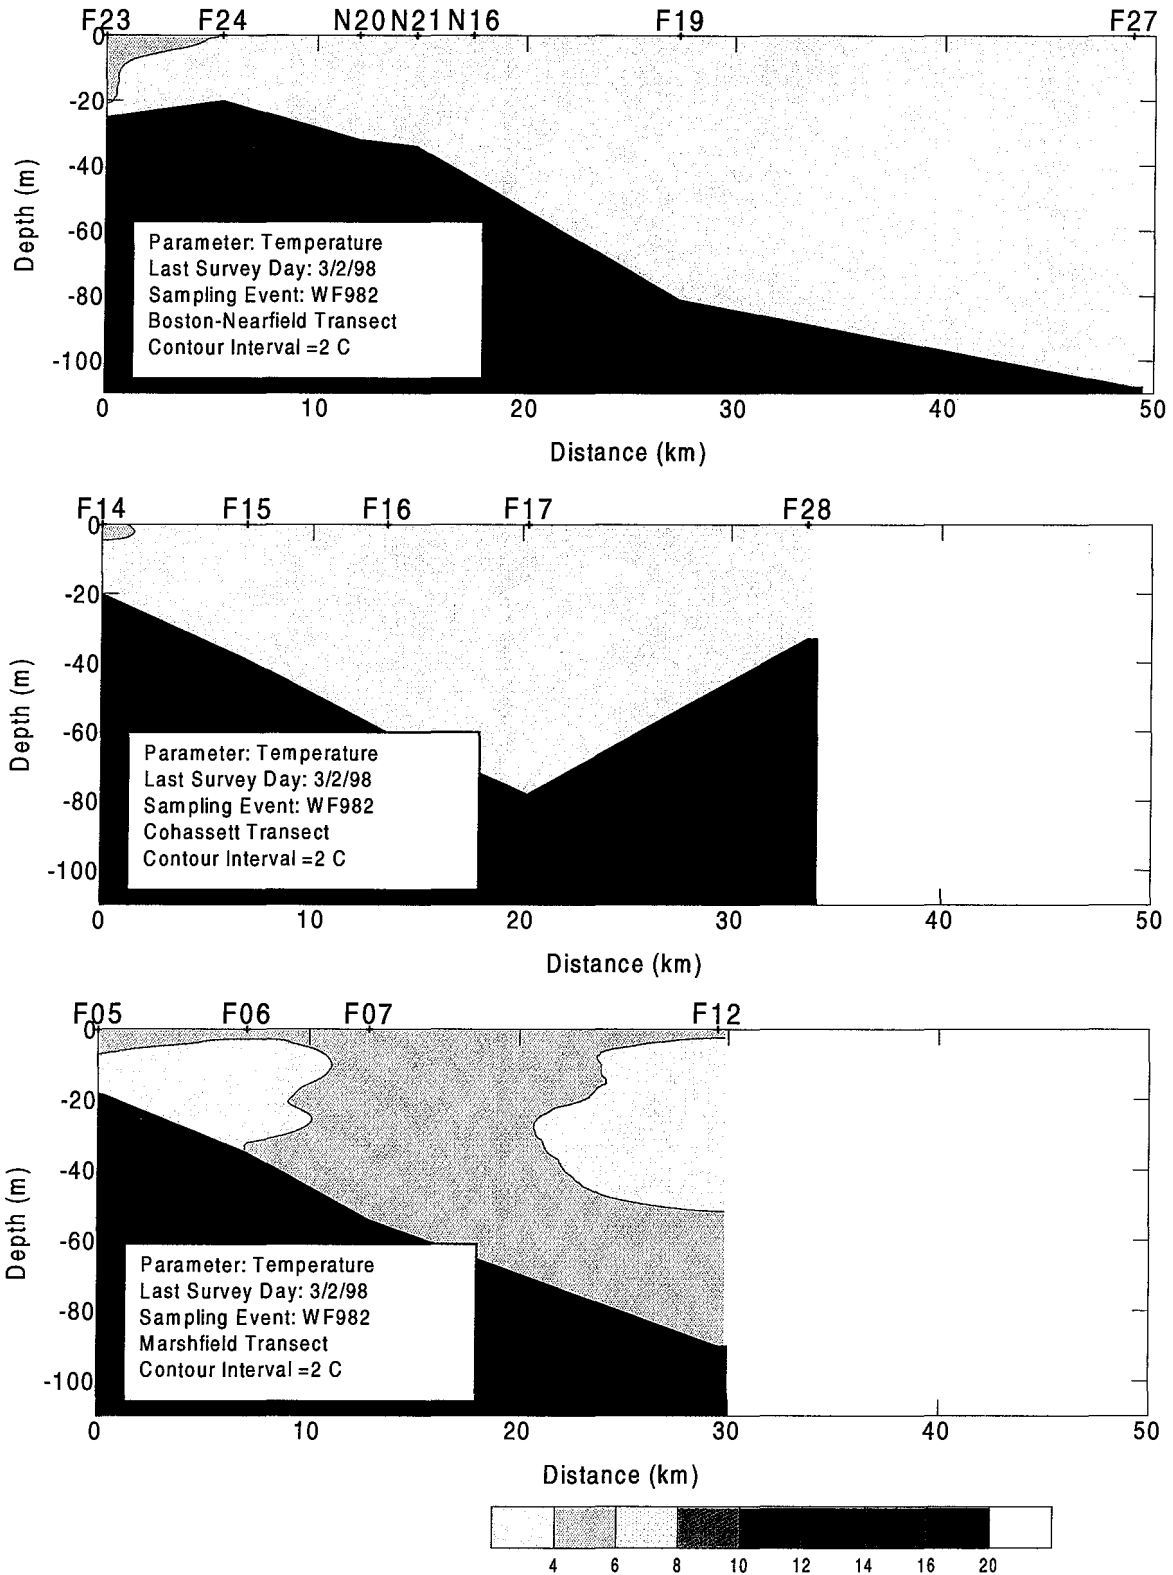 F23 F24 N20 N21 N16 F19 F27
0
-20
-40
-60
-80
-100
Depth (m)
Parameter: Temperature
Last Survey Day: 3/2/98
Sampling Event: WF982
Boston-Nearfield Transect
Contour Interval =2 C
0 10 20 30 40 50
Distance (km)
F14 F15 F16 F17 F28
0
-20
-40
-60
-80
-100
Depth (m)
Parameter: Temperature
Last Survey Day: 3/2/98
Sampling Event: WF982
Cohassett Transect
Contour Interval =2 C
0 10 20 30 40 50
Distance (km)
F05 F06 F07 F12
0
-20
-40
-60
-80
-100
Depth (m)
Parameter: Temperature
Last Survey Day: 3/2/98
Sampling Event: WF982
Marshfield Transect
Contour Interval =2 C
0 10 20 30 40 50
Distance (km)
4 6 8 10 12 14 16 20